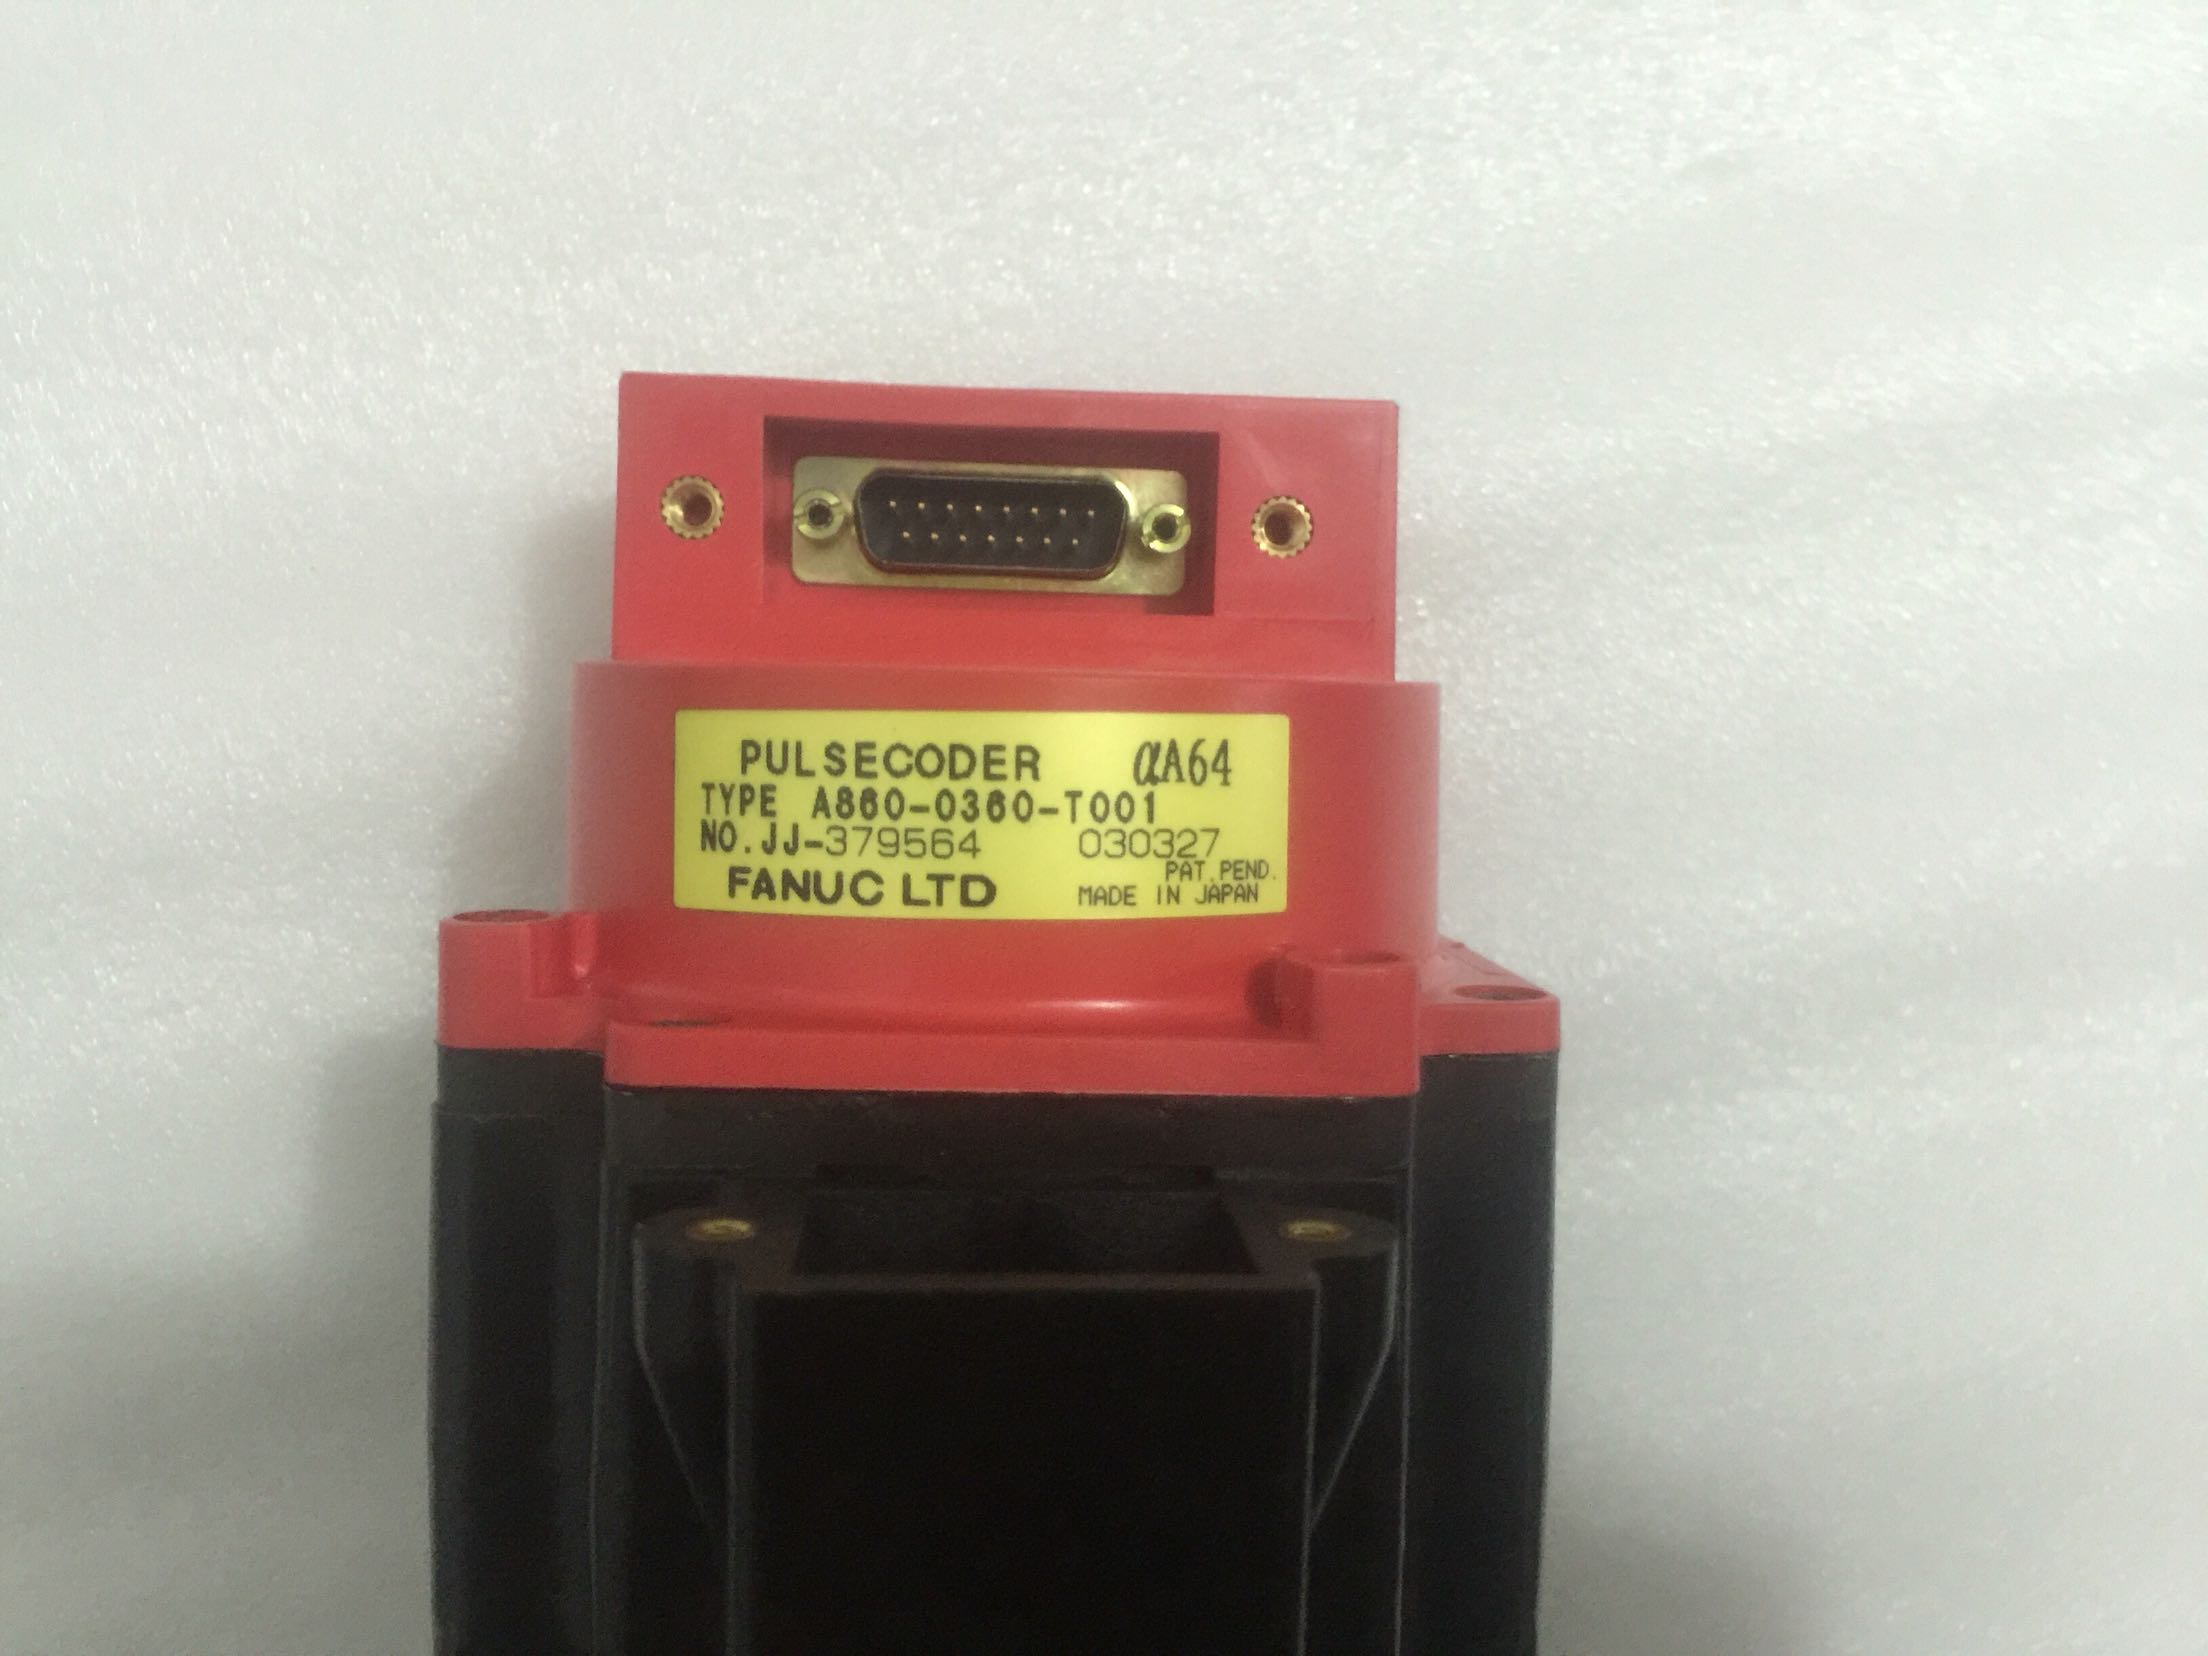 PULSECODER αA64
TYPE A860-0360-T001
NO.JJ-379564 030327
PAT.PEND.
FANUC LTD MADE IN JAPAN